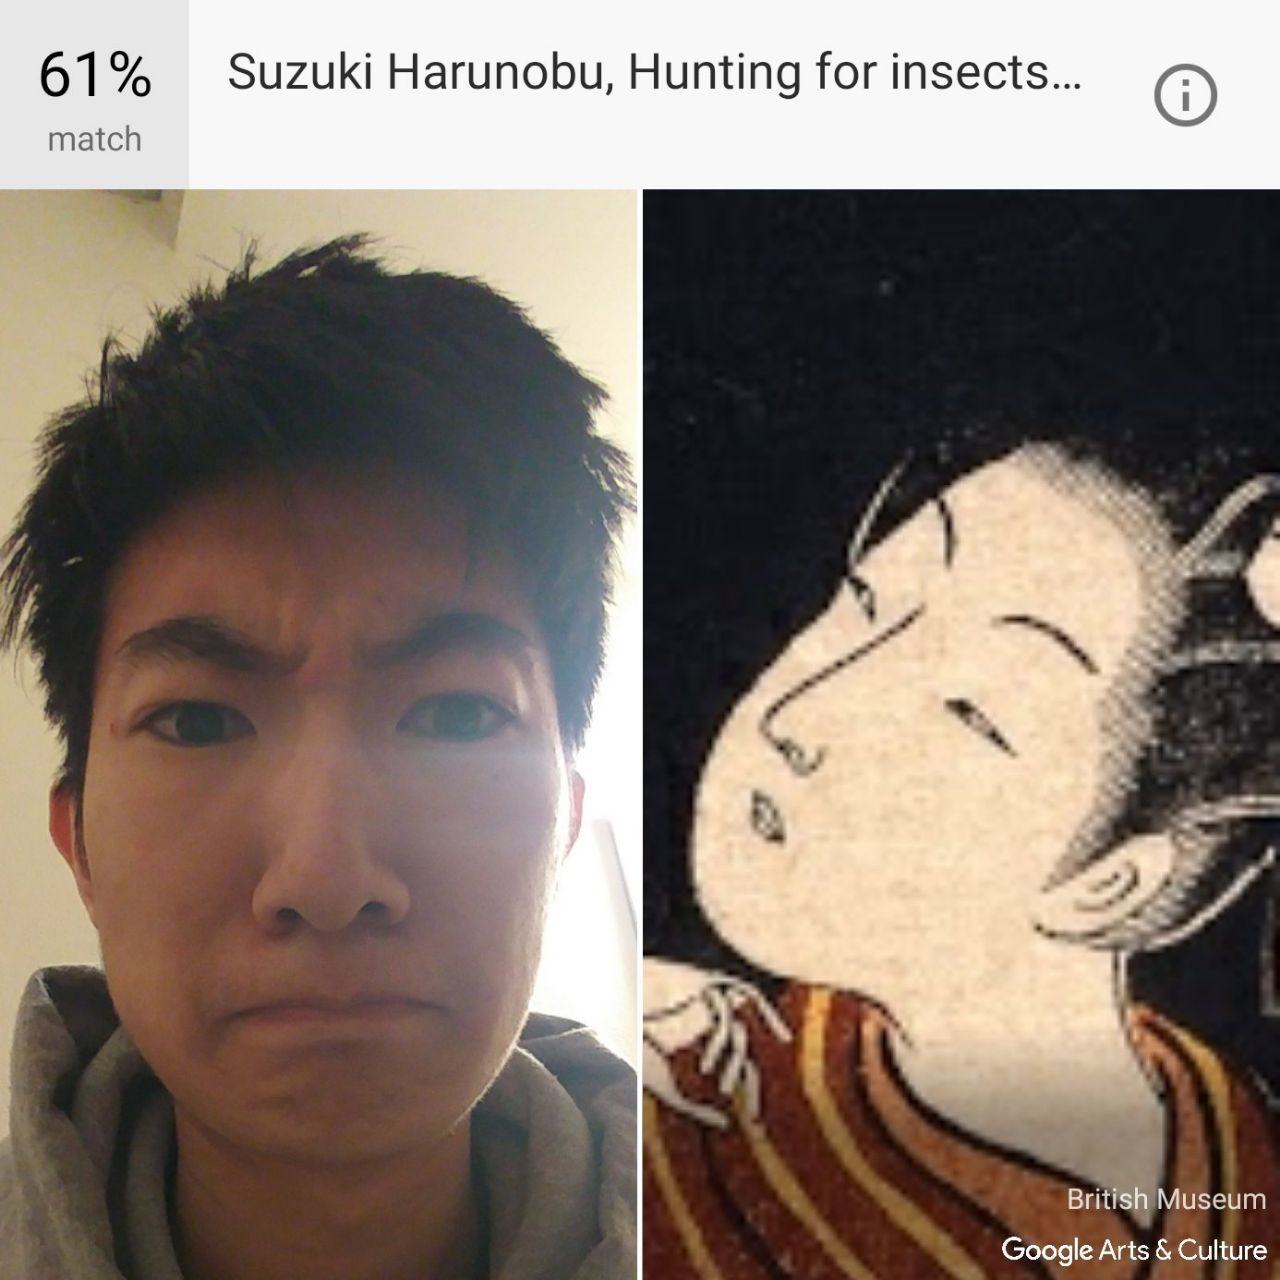 61%
match
Suzuki Harunobu, Hunting for insects...
British Museum
Google Arts & Culture